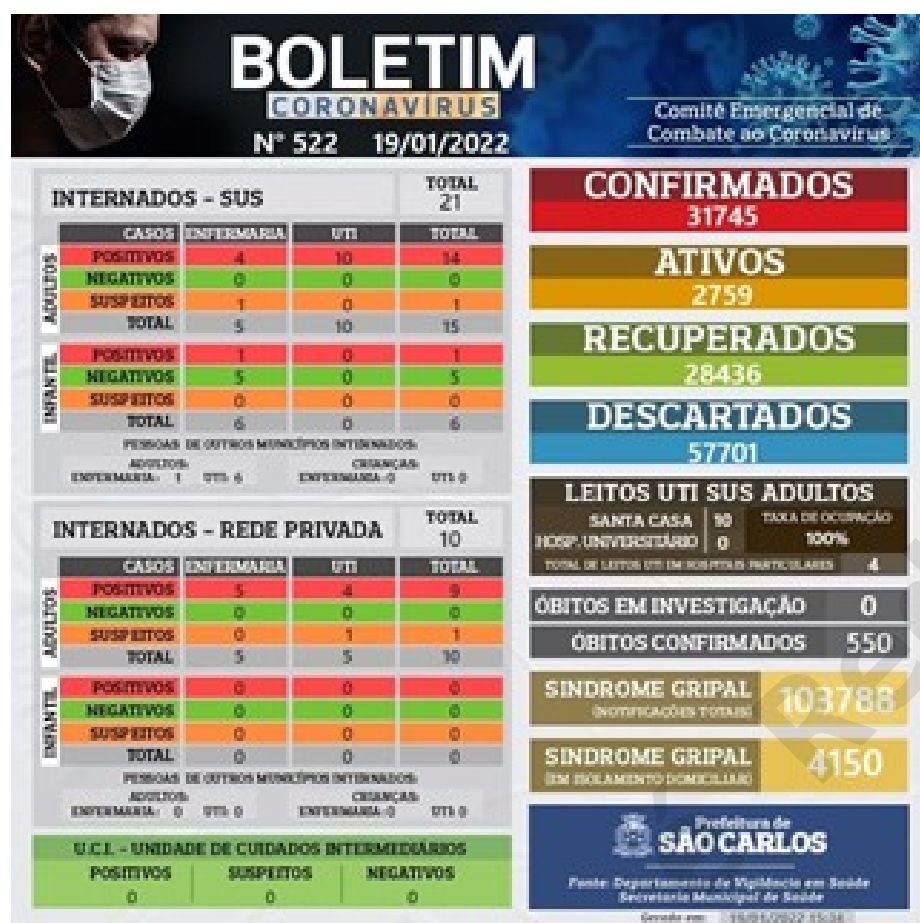 BOLETIM
CORONAVÍRUS
N° 522 19/01/2022
Comitê Emergencial de
Combate ao Coronavírus
INTERNADOS - SUS
TOTAL
21
CASOS ENFERMARIA UTI TOTAL
ADULTOS
POSITIVOS 4 10 14
NEGATIVOS 0 0 0
SUSPEITOS 1 0 1
TOTAL 5 10 15
INFANTIL
POSITIVOS 1 0 1
NEGATIVOS 5 0 5
SUSPEITOS 0 0 0
TOTAL 6 0 6
PESSOAS DE OUTROS MUNICÍPIOS INTERNADOS:
ADULTOS: CRIANÇAS:
ENFERMARIA: 1 UTI: 6 ENFERMARIA: 0 UTI: 0
INTERNADOS - REDE PRIVADA
TOTAL
10
CASOS ENFERMARIA UTI TOTAL
ADULTOS
POSITIVOS 5 4 9
NEGATIVOS 0 0 0
SUSPEITOS 0 1 1
TOTAL 5 5 10
INFANTIL
POSITIVOS 0 0 0
NEGATIVOS 0 0 0
SUSPEITOS 0 0 0
TOTAL 0 0 0
PESSOAS DE OUTROS MUNICÍPIOS INTERNADOS:
ADULTOS: CRIANÇAS:
ENFERMARIA: 0 UTI: 0 ENFERMARIA: 0 UTI: 0
U.C.I. - UNIDADE DE CUIDADOS INTERMEDIÁRIOS
POSITIVOS SUSPEITOS NEGATIVOS
0 0 0
CONFIRMADOS
31745
ATIVOS
2759
RECUPERADOS
28436
DESCARTADOS
57701
LEITOS UTI SUS ADULTOS
SANTA CASA 10 TAXA DE OCUPAÇÃO
HOSP. UNIVERSITÁRIO 0 100%
TOTAL DE LEITOS UTI EM HOSPITAIS PARTICULARES 4
ÓBITOS EM INVESTIGAÇÃO 0
ÓBITOS CONFIRMADOS 550
SINDROME GRIPAL 103788
(NOTIFICAÇÕES TOTAIS)
SINDROME GRIPAL 4150
(EM ISOLAMENTO DOMICILIAR)
Prefeitura de
SÃO CARLOS
Fonte: Departamento de Vigilância em Saúde
Secretaria Municipal de Saúde
Gerado em: 19/01/2022